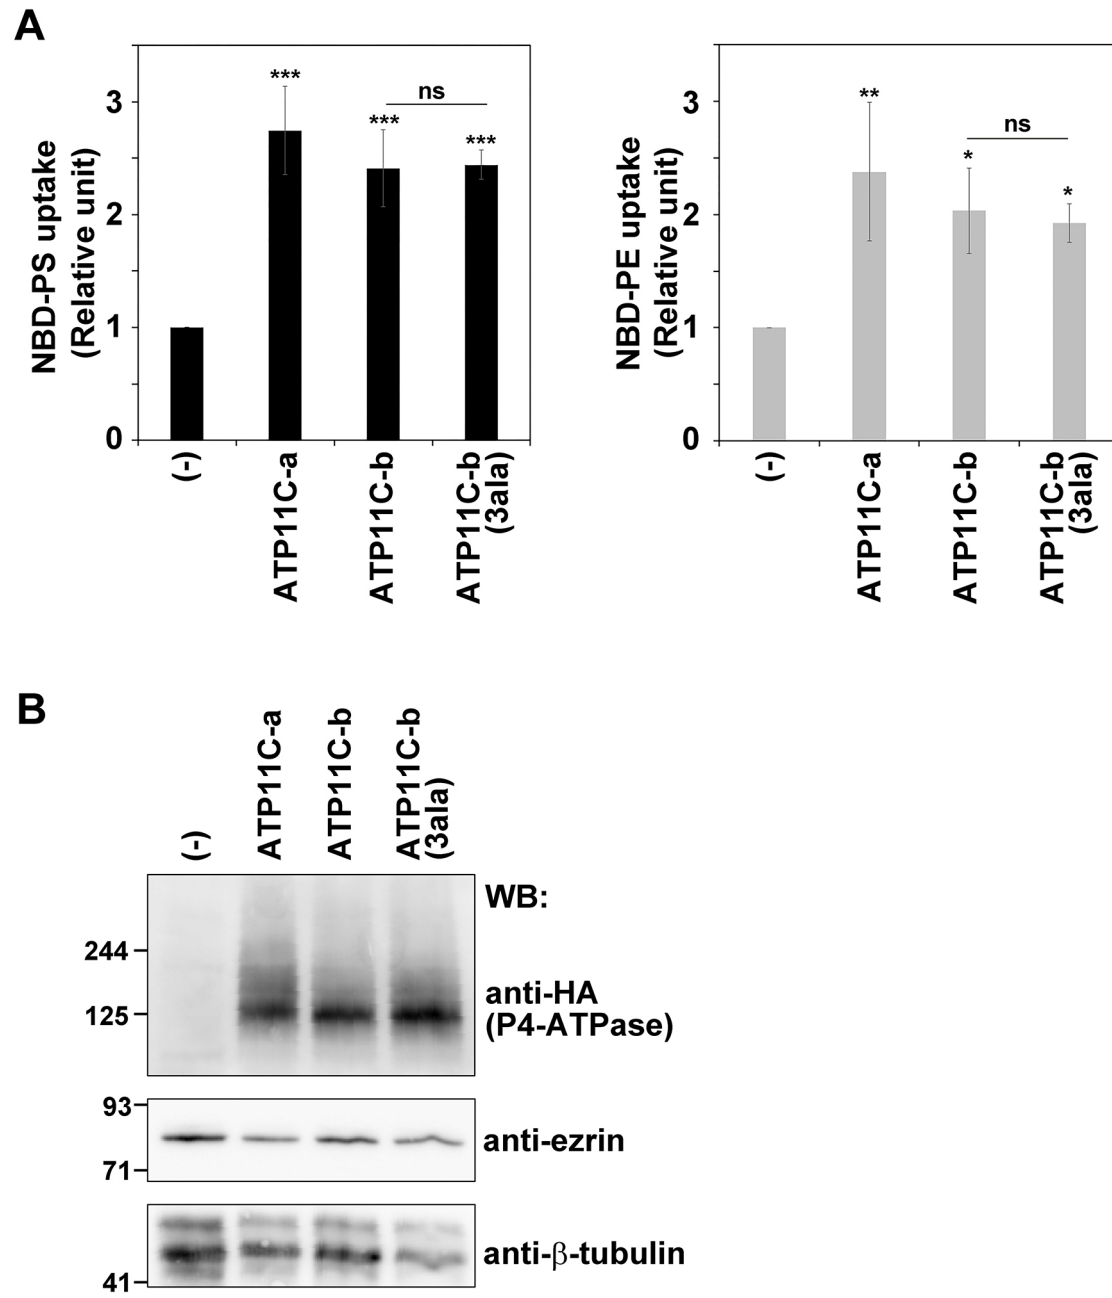 A
NBD-PS uptake
(Relative unit)
3
2
1
0
***
***
ns
***
(-)
ATP11C-a
ATP11C-b
ATP11C-b
(3ala)
NBD-PE uptake
(Relative unit)
3
2
1
0
**
*
ns
*
(-)
ATP11C-a
ATP11C-b
ATP11C-b
(3ala)
B
(-)
ATP11C-a
ATP11C-b
ATP11C-b
(3ala)
WB:
244
125
anti-HA
(P4-ATPase)
93
71
anti-ezrin
41
anti-β-tubulin